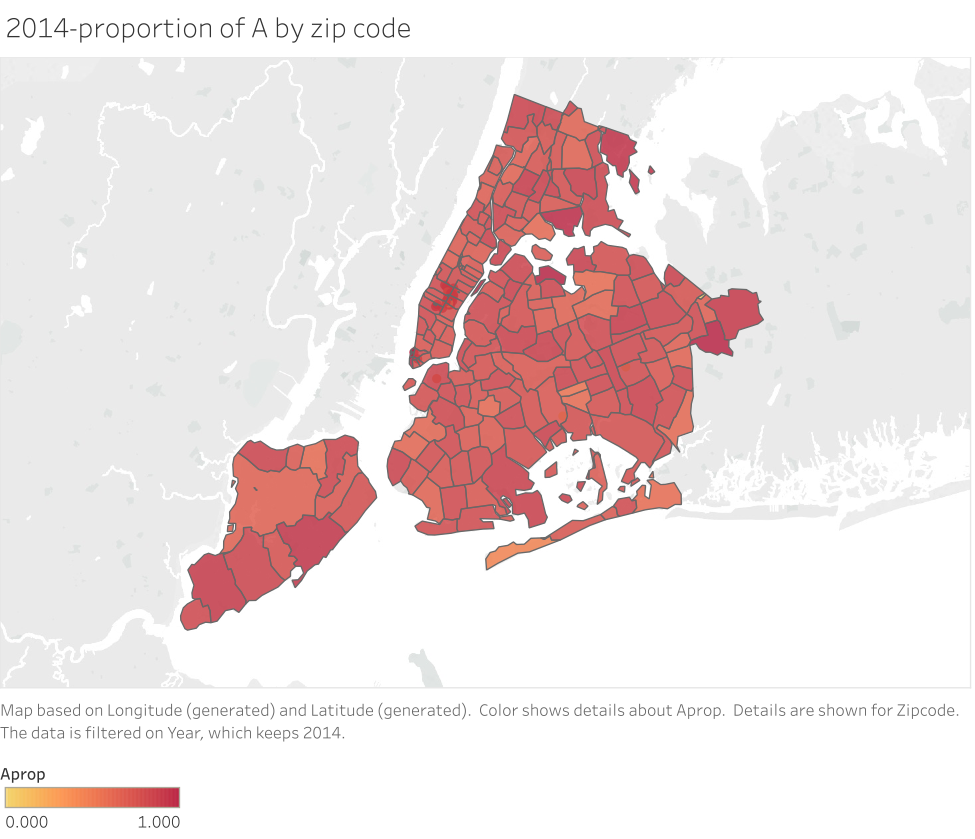 2014-proportion of A by zip code
Map based on Longitude (generated) and Latitude (generated).  Color shows details about Aprop.  Details are shown for Zipcode.
The data is filtered on Year, which keeps 2014.
Aprop
0.000 1.000